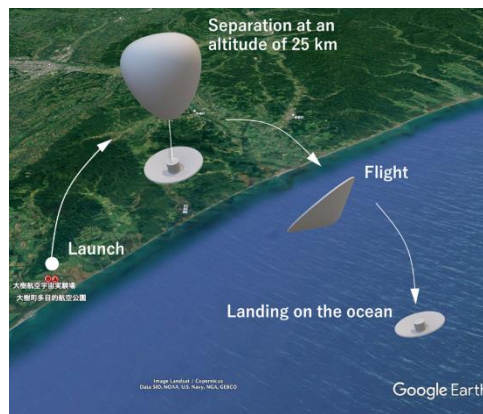 Separation at an
altitude of 25 km
Flight
Launch
大樹航空宇宙実験場
大樹町多目的航空公園
Landing on the ocean
Image Landsat / Copernicus
Data SIO, NOAA, U.S. Navy, NGA, GEBCO
Google Earth